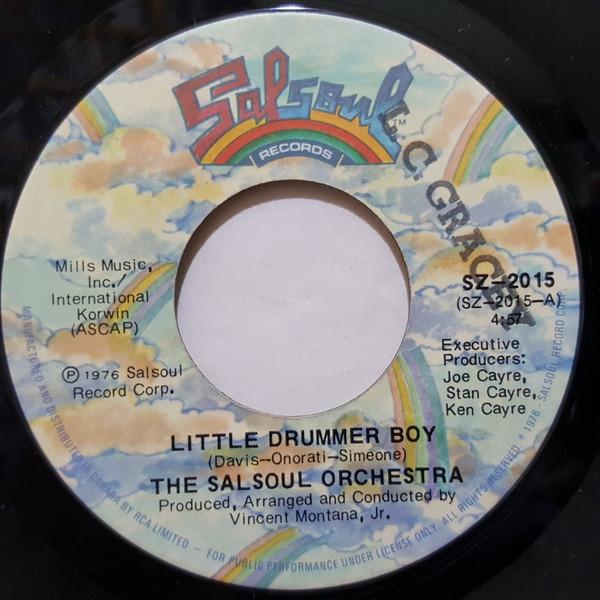 Salsoul
TM
RECORDS
L.C. GRACEY
SZ-2015
(SZ-2015-A)
4:57
Mills Music,
Inc./
International
Korwin
(ASCAP)
Executive
Producers:
Joe Cayre,
Stan Cayre,
Ken Cayre
Ⓟ 1976 Salsoul
Record Corp.
LITTLE DRUMMER BOY
(Davis-Onorati-Simeone)
THE SALSOUL ORCHESTRA
Produced, Arranged and Conducted by
Vincent Montana, Jr.
MANUFACTURED AND DISTRIBUTED IN CANADA BY RCA LIMITED - FOR PUBLIC PERFORMANCE UNDER LICENSE ONLY. ALL RIGHTS RESERVED. • 1976 - SALSOUL RECORD CORP.